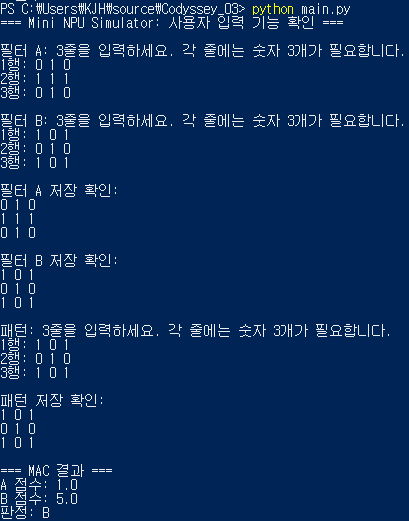 PS C:\Users\KJH\source\Codyssey_03> python main.py
=== Mini NPU Simulator: 사용자 입력 기능 확인 ===
필터 A: 3줄을 입력하세요. 각 줄에는 숫자 3개가 필요합니다.
1행: 0 1 0
2행: 1 1 1
3행: 0 1 0
필터 B: 3줄을 입력하세요. 각 줄에는 숫자 3개가 필요합니다.
1행: 1 0 1
2행: 0 1 0
3행: 1 0 1
필터 A 저장 확인:
0 1 0
1 1 1
0 1 0
필터 B 저장 확인:
1 0 1
0 1 0
1 0 1
패턴: 3줄을 입력하세요. 각 줄에는 숫자 3개가 필요합니다.
1행: 1 0 1
2행: 0 1 0
3행: 1 0 1
패턴 저장 확인:
1 0 1
0 1 0
1 0 1
=== MAC 결과 ===
A 점수: 1.0
B 점수: 5.0
판정: B